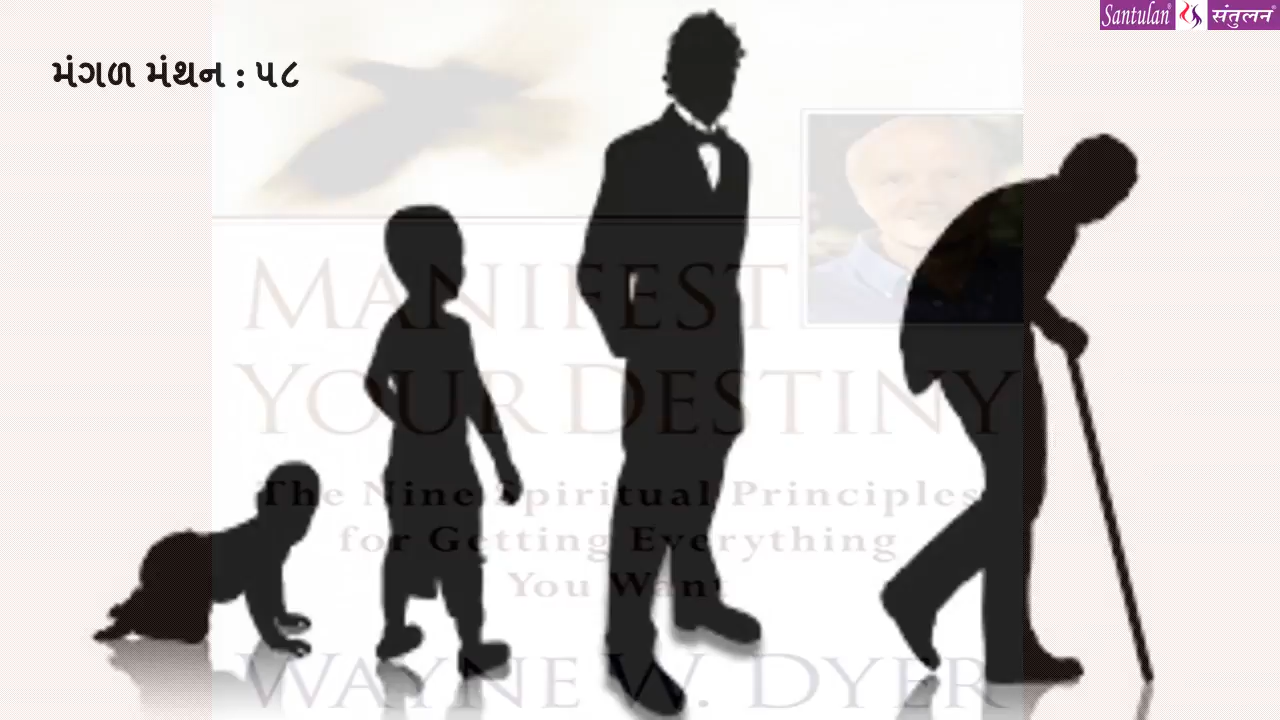 Santulan संतुलन
મંગળ મંથન : ૫૮
MANIFEST
YOUR DESTINY
The Nine Spiritual Principles
for Getting Everything
You Want
WAYNE W. DYER